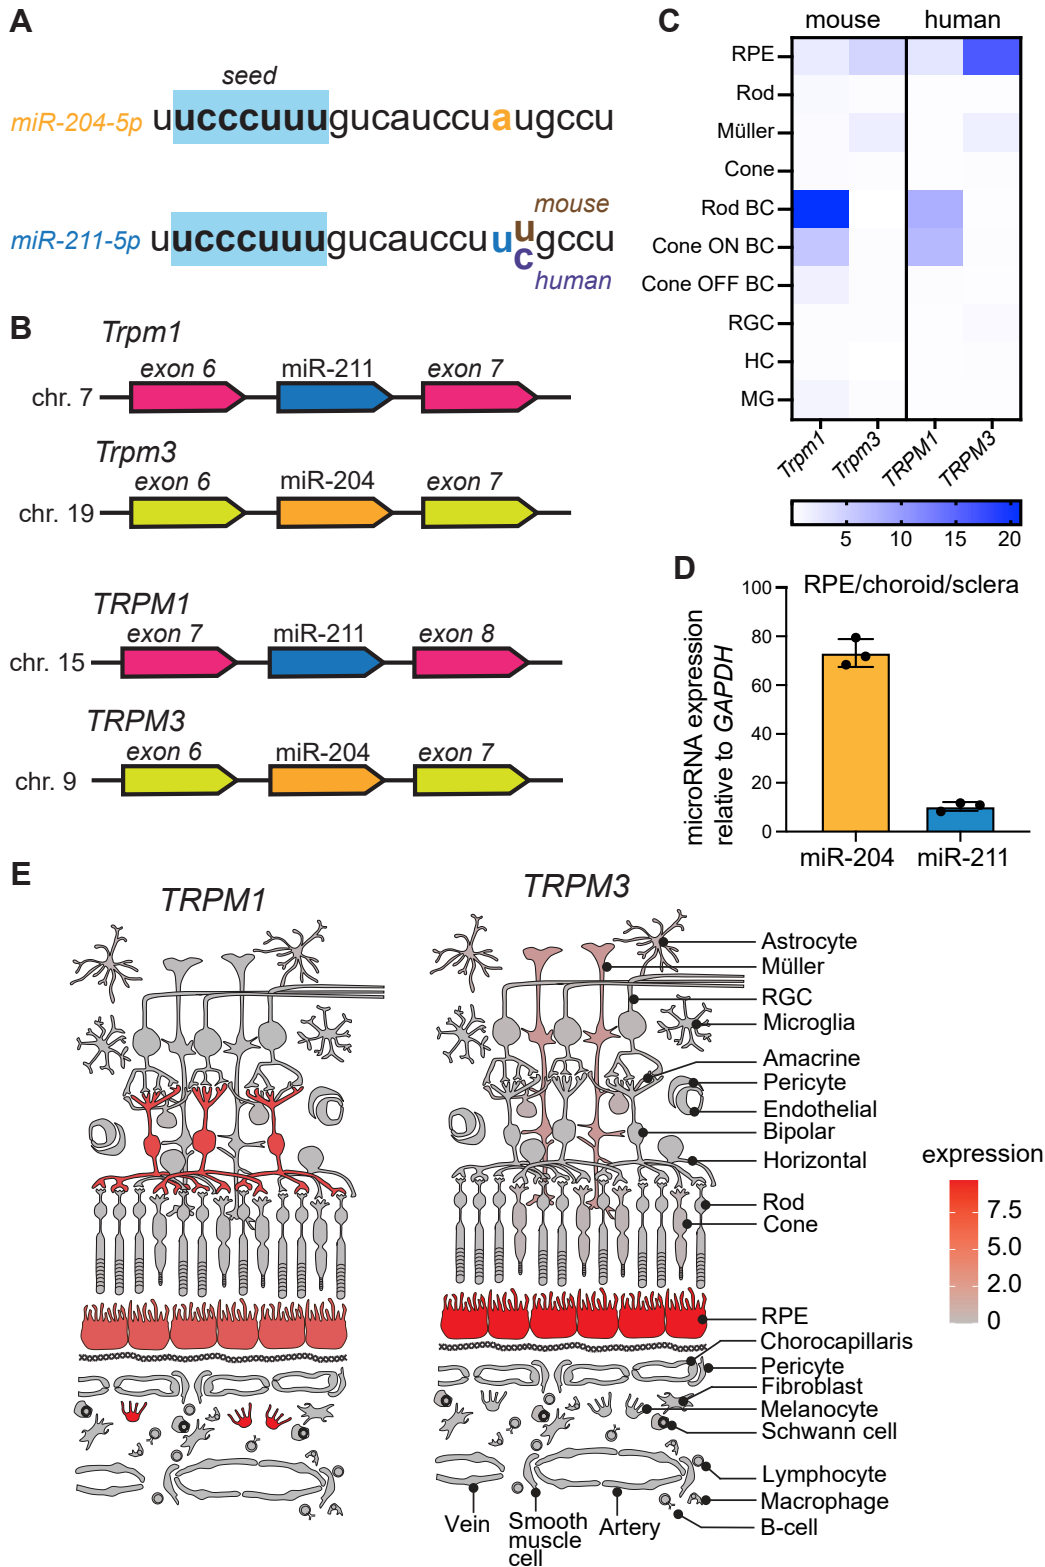 A
seed
miR-204-5p uucccuuugucauccuaugccu
mouse
miR-211-5p uucccuuugucauccuuugccu
c
human
B
Trpm1
exon 6 miR-211 exon 7
chr. 7
Trpm3
exon 6 miR-204 exon 7
chr. 19
TRPM1
exon 7 miR-211 exon 8
chr. 15
TRPM3
exon 6 miR-204 exon 7
chr. 9
C
mouse human
RPE
Rod
Müller
Cone
Rod BC
Cone ON BC
Cone OFF BC
RGC
HC
MG
Trpm1 Trpm3 TRPM1 TRPM3
5 10 15 20
D
RPE/choroid/sclera
microRNA expression
relative to GAPDH
100
80
60
40
20
0
miR-204 miR-211
E
TRPM1 TRPM3
Astrocyte
Müller
RGC
Microglia
Amacrine
Pericyte
Endothelial
Bipolar
Horizontal
Rod
Cone
RPE
Chorocapillaris
Pericyte
Fibroblast
Melanocyte
Schwann cell
Lymphocyte
Macrophage
B-cell
Vein
Smooth
muscle
cell
Artery
expression
7.5
5.0
2.0
0